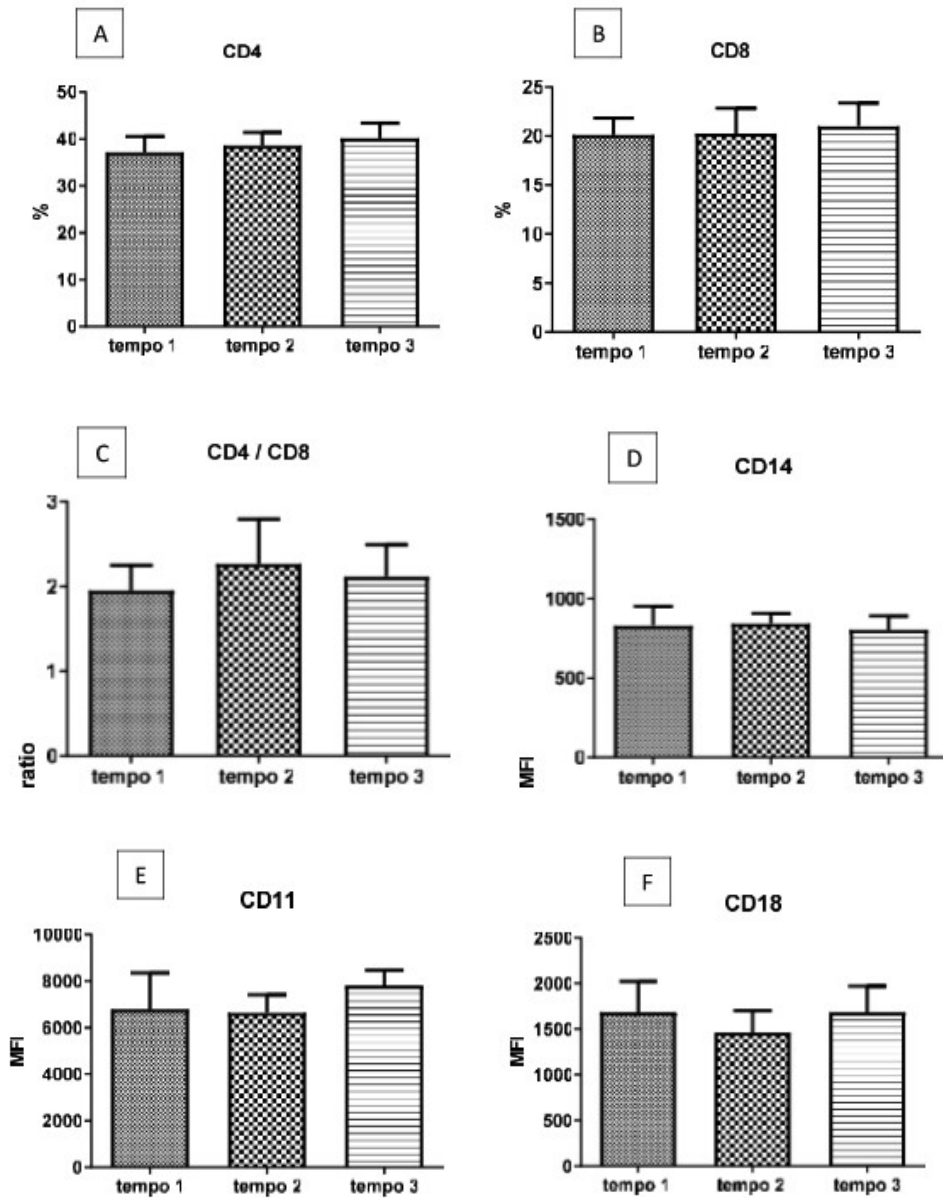 A
CD4
50
40
30
20
10
0
%
tempo 1 tempo 2 tempo 3
B
CD8
25
20
15
10
5
0
%
tempo 1 tempo 2 tempo 3
C
CD4 / CD8
3
2
1
0
ratio
tempo 1 tempo 2 tempo 3
D
CD14
1500
1000
500
0
MFI
tempo 1 tempo 2 tempo 3
E
CD11
10000
8000
6000
4000
2000
0
MFI
tempo 1 tempo 2 tempo 3
F
CD18
2500
2000
1500
1000
500
0
MFI
tempo 1 tempo 2 tempo 3